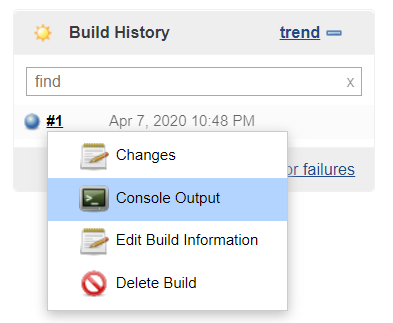 Build History trend
find x
#1 Apr 7, 2020 10:48 PM
Changes
or failures
Console Output
Edit Build Information
Delete Build